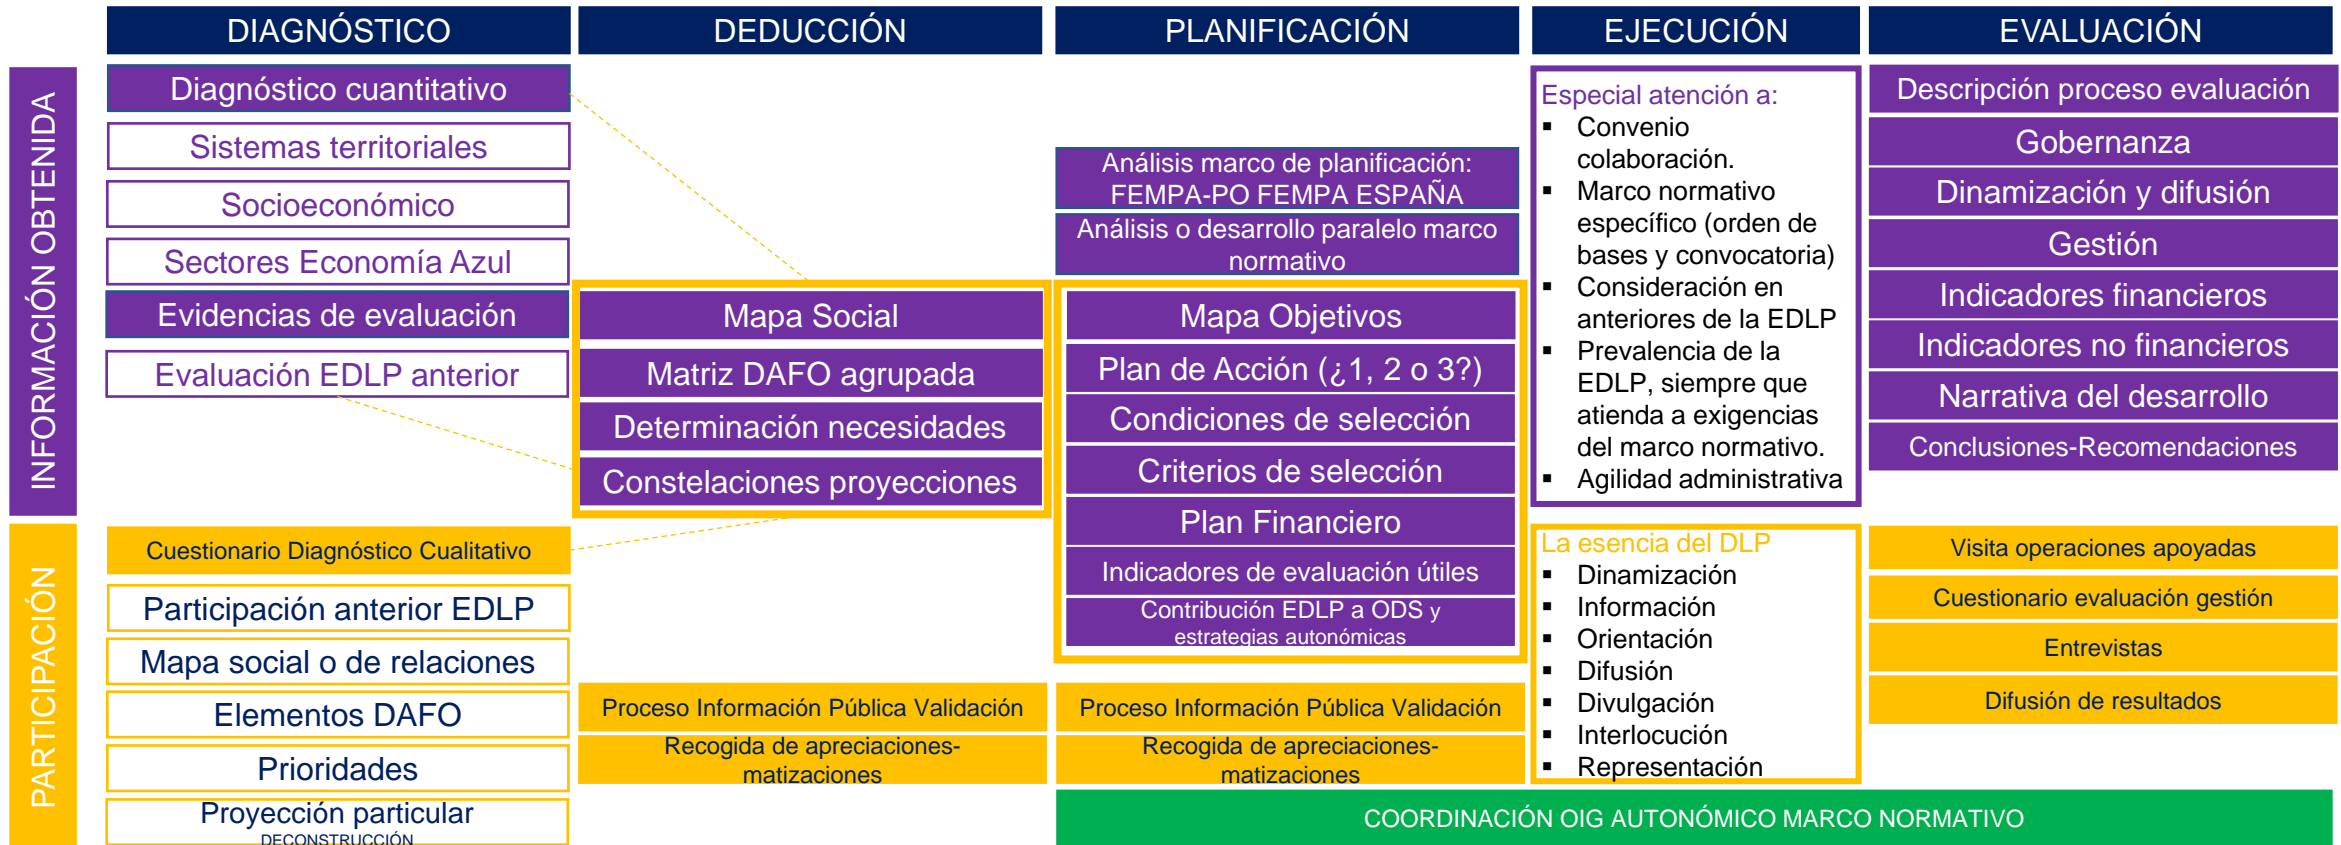 DIAGNÓSTICO
DEDUCCIÓN
PLANIFICACIÓN
EJECUCIÓN
EVALUACIÓN
INFORMACIÓN OBTENIDA
Diagnóstico cuantitativo
Sistemas territoriales
Socioeconómico
Sectores Economía Azul
Evidencias de evaluación
Evaluación EDLP anterior
Mapa Social
Matriz DAFO agrupada
Determinación necesidades
Constelaciones proyecciones
Análisis marco de planificación:
FEMPA-PO FEMPA ESPAÑA
Análisis o desarrollo paralelo marco
normativo
Mapa Objetivos
Plan de Acción (¿1, 2 o 3?)
Condiciones de selección
Criterios de selección
Plan Financiero
Indicadores de evaluación útiles
Contribución EDLP a ODS y
estrategias autonómicas
Especial atención a:
▪ Convenio
colaboración.
▪ Marco normativo
específico (orden de
bases y convocatoria)
▪ Consideración en
anteriores de la EDLP
▪ Prevalencia de la
EDLP, siempre que
atienda a exigencias
del marco normativo.
▪ Agilidad administrativa
Descripción proceso evaluación
Gobernanza
Dinamización y difusión
Gestión
Indicadores financieros
Indicadores no financieros
Narrativa del desarrollo
Conclusiones-Recomendaciones
PARTICIPACIÓN
Cuestionario Diagnóstico Cualitativo
Participación anterior EDLP
Mapa social o de relaciones
Elementos DAFO
Prioridades
Proyección particular
DECONSTRUCCIÓN
Proceso Información Pública Validación
Recogida de apreciaciones-
matizaciones
Proceso Información Pública Validación
Recogida de apreciaciones-
matizaciones
La esencia del DLP
▪ Dinamización
▪ Información
▪ Orientación
▪ Difusión
▪ Divulgación
▪ Interlocución
▪ Representación
Visita operaciones apoyadas
Cuestionario evaluación gestión
Entrevistas
Difusión de resultados
COORDINACIÓN OIG AUTONÓMICO MARCO NORMATIVO